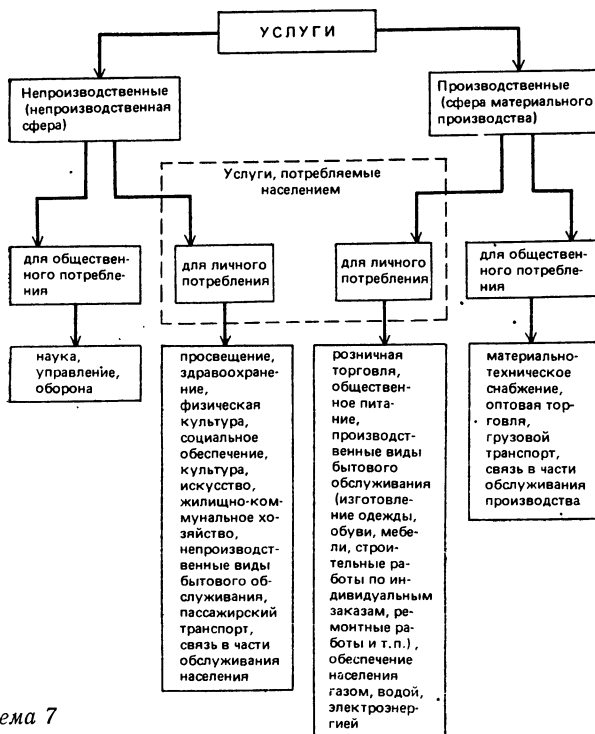 УСЛУГИ
Непроизводственные
(непроизводственная
сфера)
Производственные
(сфера материального
производства)
Услуги, потребляемые
населением
для обществен-
ного потребле-
ния
для личного
потребления
для личного
потребления
для обществен-
ного потребле-
ния
наука,
управление,
оборона
просвещение,
здравоохране-
ние,
физическая
культура,
социальное
обеспечение,
культура,
искусство,
жилищно-ком-
мунальное хо-
зяйство,
непроизводст-
венные виды
бытового об-
служивания,
пассажирский
транспорт,
связь в части
обслуживания
населения
розничная
торговля,
обществен-
ное пита-
ние,
производст-
венные виды
бытового
обслуживания
(изготовле-
ние одежды,
обуви, мебе-
ли, строи-
тельные ра-
боты по ин-
дивидуальным
заказам, ре-
монтные ра-
боты и т.п.),
обеспечение
населения
газом, водой,
электроэнер-
гией
материально-
техническое
снабжение,
оптовая тор-
говля,
грузовой
транспорт,
связь в части
обслуживания
производства
ема 7